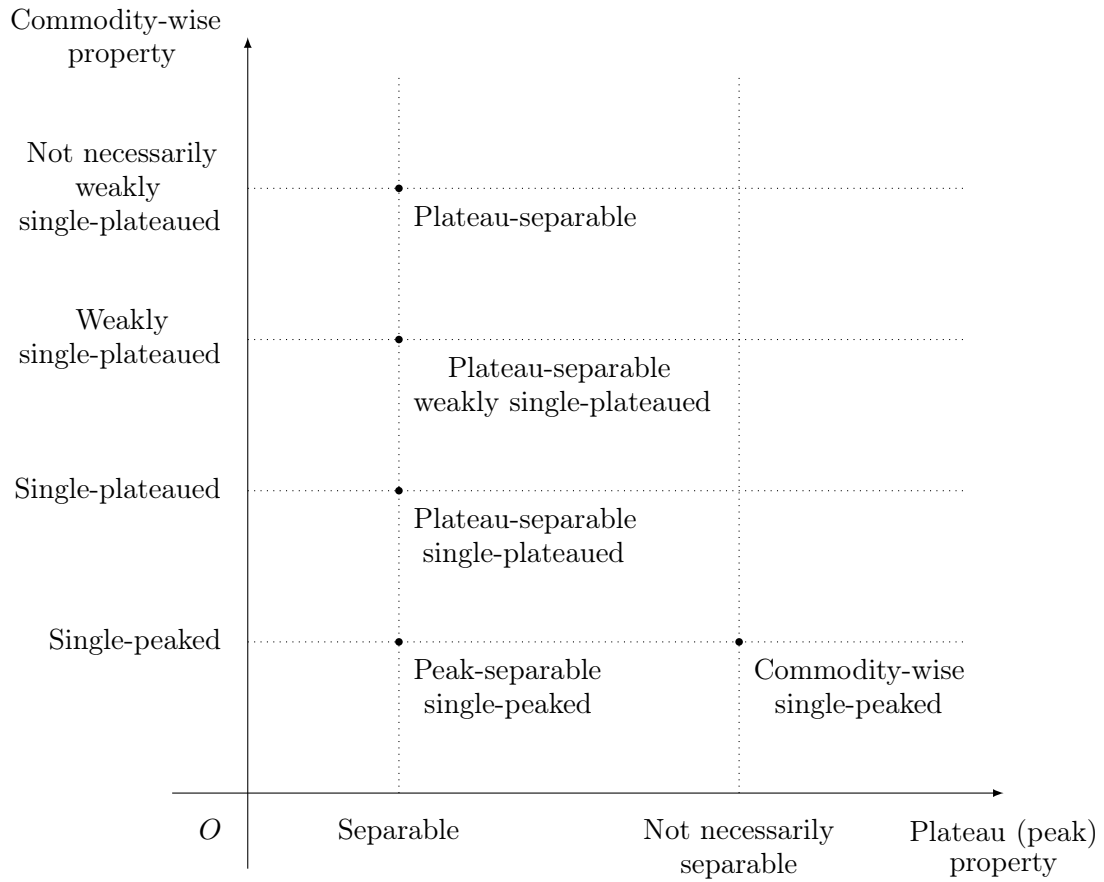 Commodity-wise
property
Not necessarily
weakly
single-plateaued
Plateau-separable
Weakly
single-plateaued
Plateau-separable
weakly single-plateaued
Single-plateaued
Plateau-separable
single-plateaued
Single-peaked
Peak-separable
single-peaked
Commodity-wise
single-peaked
O
Separable
Not necessarily
separable
Plateau (peak)
property